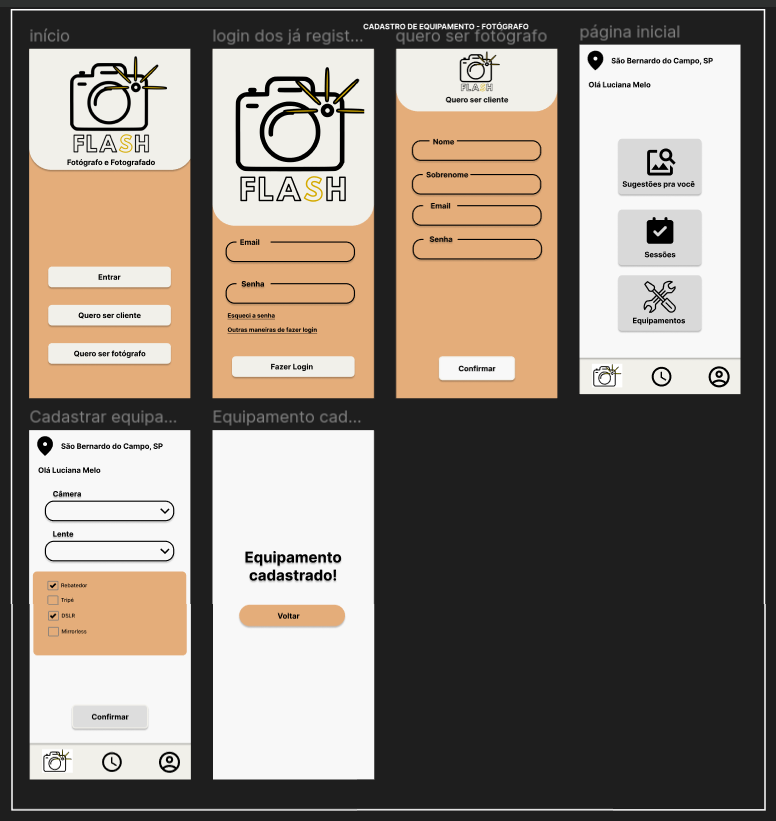 CADASTRO DE EQUIPAMENTO - FOTÓGRAFO
início
FLASH
Fotógrafo e Fotografado
Entrar
Quero ser cliente
Quero ser fotógrafo
login dos já regist...
FLASH
Email
Senha
Esqueci a senha
Outras maneiras de fazer login
Fazer Login
quero ser fotógrafo
FLASH
Quero ser cliente
Nome
Sobrenome
Email
Senha
Confirmar
página inicial
São Bernardo do Campo, SP
Olá Luciana Melo
Sugestões pra você
Sessões
Equipamentos
Cadastrar equipa...
São Bernardo do Campo, SP
Olá Luciana Melo
Câmera
Lente
Rebatedor
Tripé
DSLR
Mirrorless
Confirmar
Equipamento cad...
Equipamento
cadastrado!
Voltar